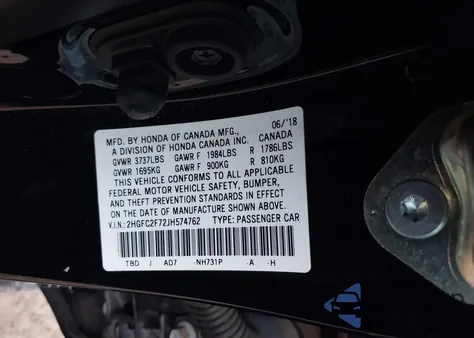 06/'18
MFD. BY HONDA OF CANADA MFG.,
A DIVISION OF HONDA CANADA INC. CANADA
GVWR 3737LBS GAWR F 1984LBS R 1786LBS
GVWR 1695KG GAWR F 900KG R 810KG
THIS VEHICLE CONFORMS TO ALL APPLICABLE
FEDERAL MOTOR VEHICLE SAFETY, BUMPER,
AND THEFT PREVENTION STANDARDS IN EFFECT
ON THE DATE OF MANUFACTURE SHOWN ABOVE.
V.I.N.:2HGFC2F72JH574762 TYPE: PASSENGER CAR
TBD J AD7 -NH731P -A -H